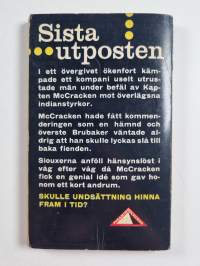 Sista
utposten
I ett övergivet ökenfort käm-
pade ett kompani uselt utrus-
tade män under befäl av Kap-
ten McCracken mot överlägsna
indianstyrkor.
McCracken hade fått kommen-
deringen som en hämnd och
överste Brubaker väntade ald-
rig att han skulle lyckas slå till-
baka fienden.
Siouxerna anföll hänsynslöst i
våg efter våg då McCracken
fick en genial idé som gav ho-
nom ett kort andrum.
SKULLE UNDSÄTTNING HINNA
FRAM I TID?